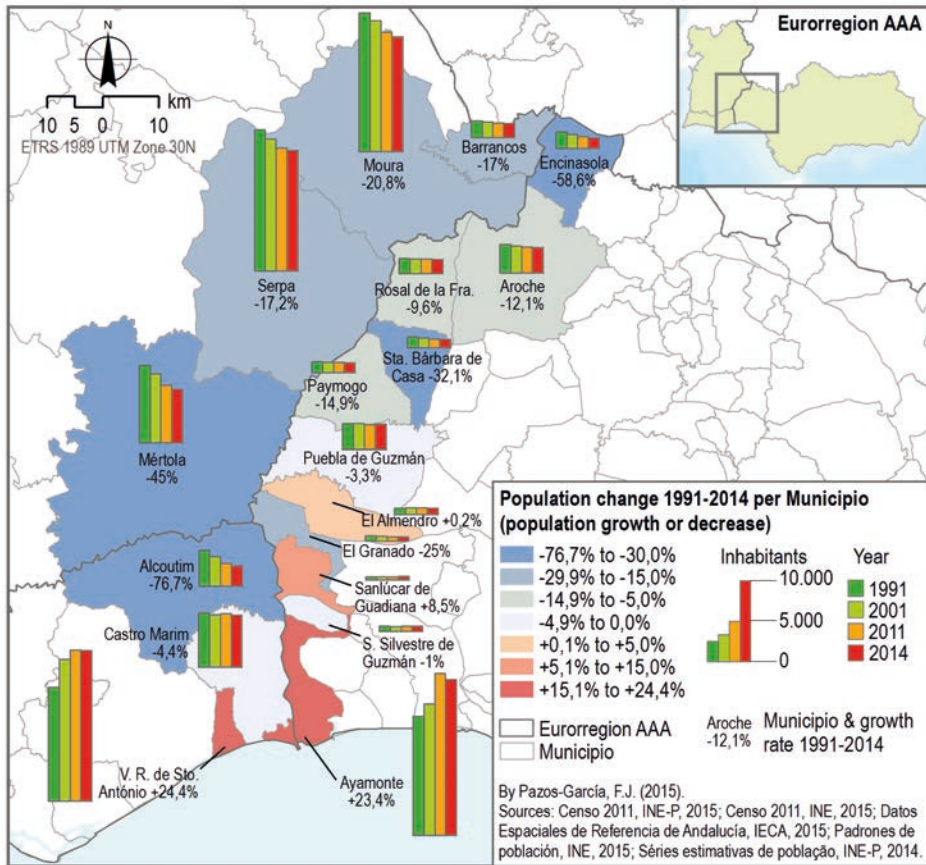 Eurorregion AAA
N
km
10 5 0 10
ETRS 1989 UTM Zone 30N
Moura
-20,8%
Barrancos
-17%
Encinasola
-58,6%
Serpa
-17,2%
Rosal de la Fra.
-9,6%
Aroche
-12,1%
Sta. Bárbara de
Casa -32,1%
Paymogo
-14,9%
Mértola
-45%
Puebla de Guzmán
-3,3%
El Almendro +0,2%
El Granado -25%
Alcoutim
-76,7%
Sanlúcar de
Guadiana +8,5%
Castro Marim
-4,4%
S. Silvestre de
Guzmán -1%
V. R. de Sto.
António +24,4%
Ayamonte
+23,4%
Population change 1991-2014 per Municipio
(population growth or decrease)
-76,7% to -30,0%
-29,9% to -15,0%
-14,9% to -5,0%
-4,9% to 0,0%
+0,1% to +5,0%
+5,1% to +15,0%
+15,1% to +24,4%
Eurorregion AAA
Municipio
Inhabitants
10.000
5.000
0
Year
1991
2001
2011
2014
Aroche
-12,1%
Municipio & growth
rate 1991-2014
By Pazos-García, F.J. (2015).
Sources: Censo 2011, INE-P, 2015; Censo 2011, INE, 2015; Datos
Espaciales de Referencia de Andalucía, IECA, 2015; Padrones de
población, INE, 2015; Séries estimativas de população, INE-P, 2014.